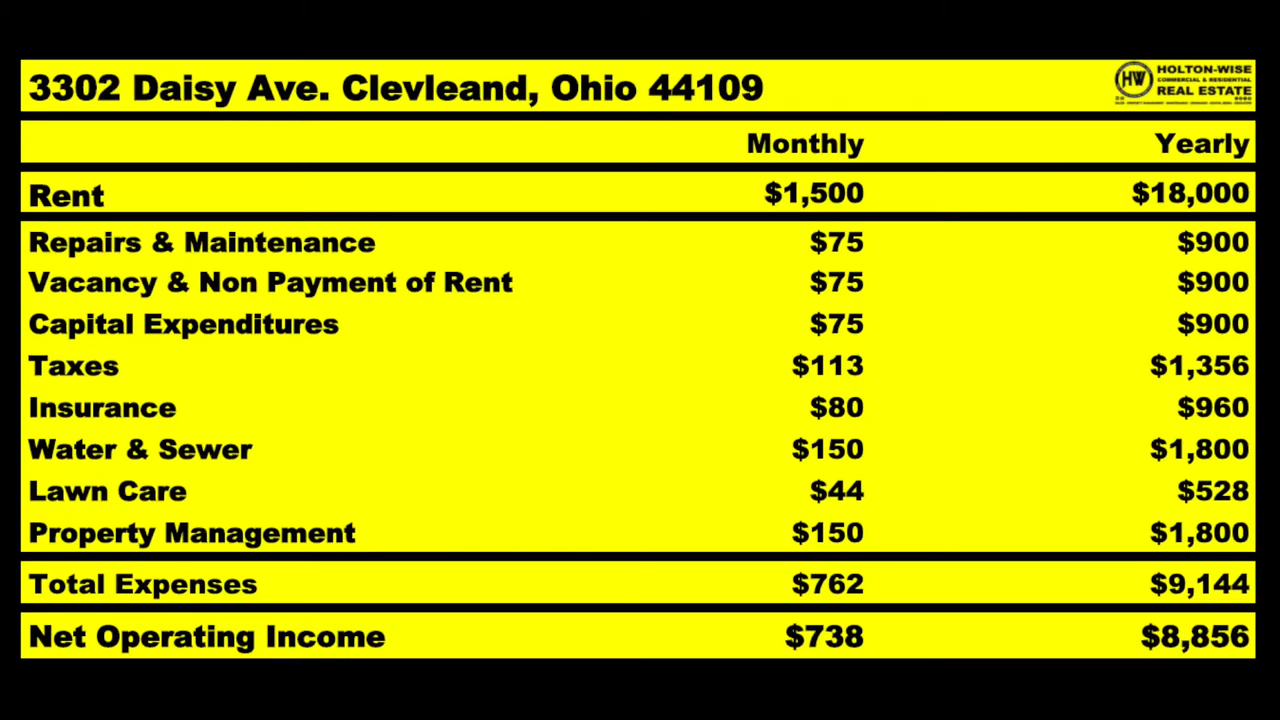 3302 Daisy Ave. Clevleand, Ohio 44109
HOLTON-WISE
COMMERCIAL & RESIDENTIAL
REAL ESTATE
HW
Monthly Yearly
Rent $1,500 $18,000
Repairs & Maintenance $75 $900
Vacancy & Non Payment of Rent $75 $900
Capital Expenditures $75 $900
Taxes $113 $1,356
Insurance $80 $960
Water & Sewer $150 $1,800
Lawn Care $44 $528
Property Management $150 $1,800
Total Expenses $762 $9,144
Net Operating Income $738 $8,856